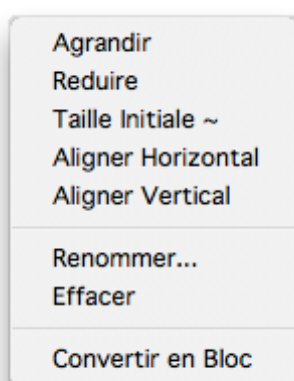 Agrandir
Reduire
Taille Initiale ~
Aligner Horizontal
Aligner Vertical
Renommer...
Effacer
Convertir en Bloc